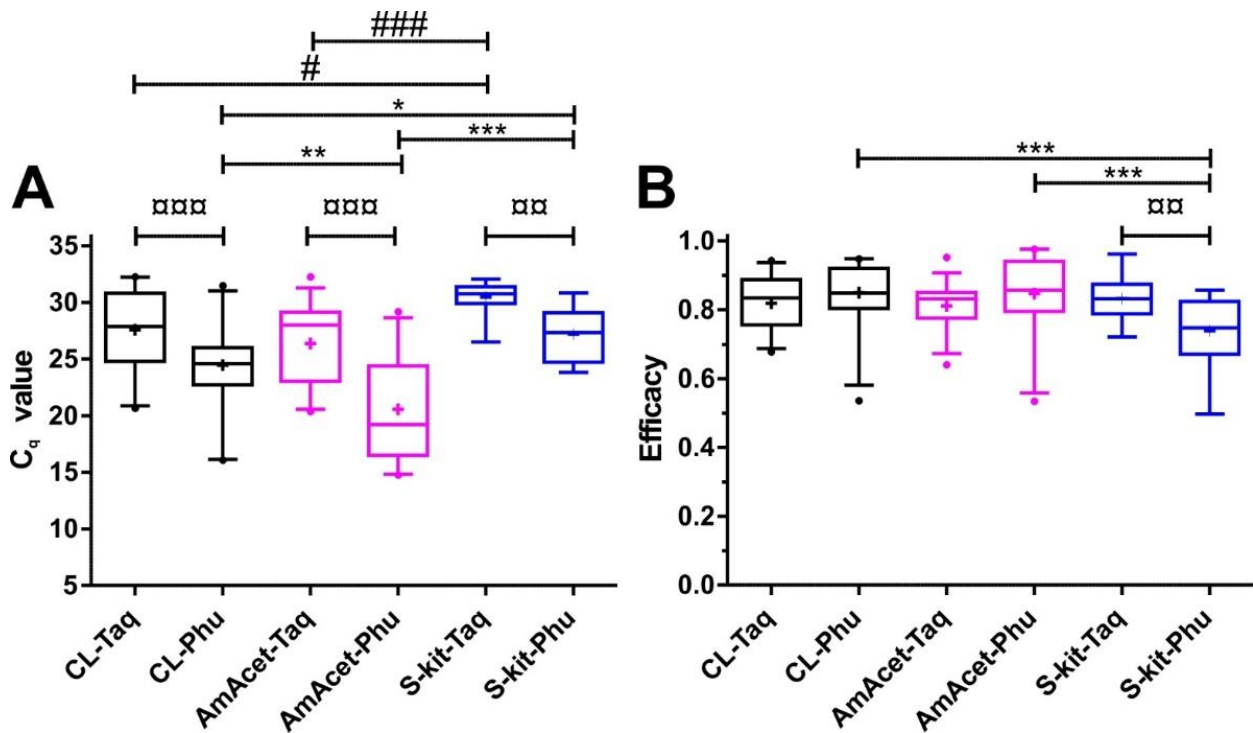 ###
#
*
***
**
A
¤¤¤
¤¤¤
¤¤
C_q value
35
30
25
20
15
10
5
CL-Taq
CL-Phu
AmAcet-Taq
AmAcet-Phu
S-kit-Taq
S-kit-Phu
***
***
B
¤¤
Efficacy
1.0
0.8
0.6
0.4
0.2
0.0
CL-Taq
CL-Phu
AmAcet-Taq
AmAcet-Phu
S-kit-Taq
S-kit-Phu